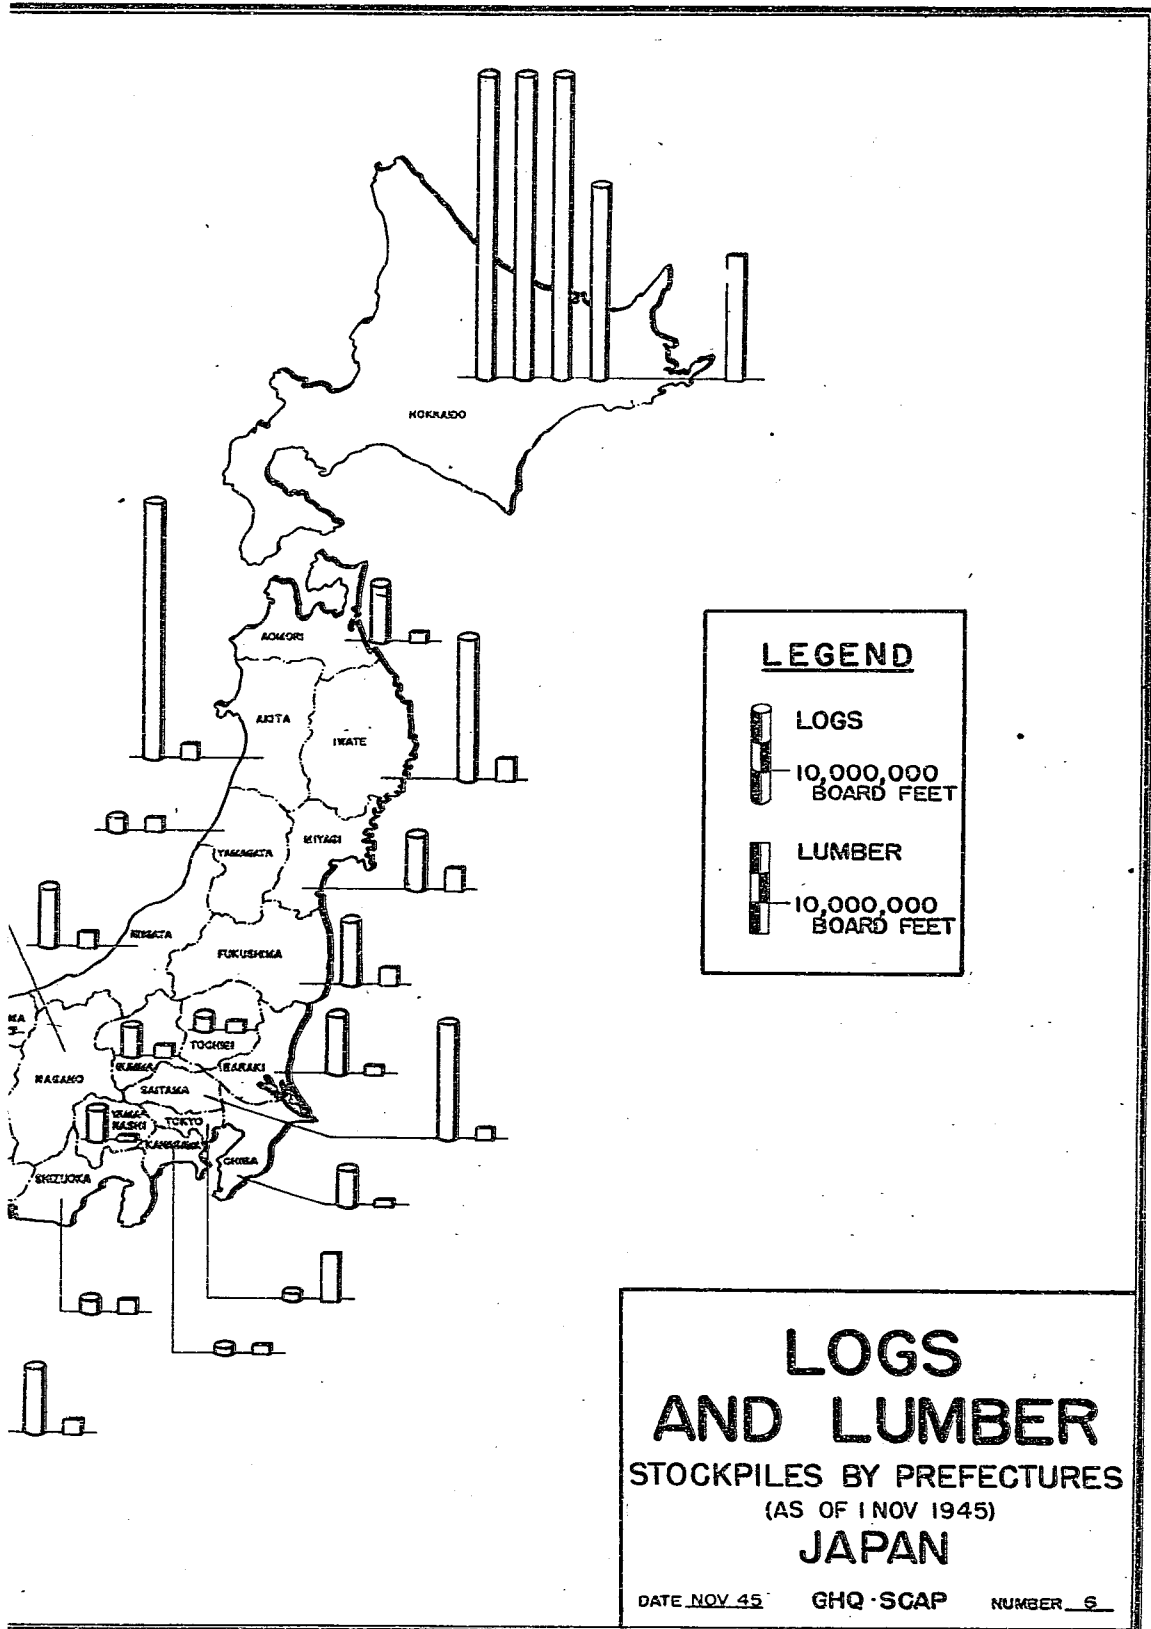 HOKKAIDO
AOMORI
AKITA
IWATE
YAMAGATA
MIYAGI
NIIGATA
FUKUSHIMA
TOCHIGI
GUMMA
IBARAKI
NAGANO
SAITAMA
YAMA-
NASHI
TOKYO
KANAGAWA
CHIBA
SHIZUOKA
LEGEND
LOGS
10,000,000
BOARD FEET
LUMBER
10,000,000
BOARD FEET
LOGS
AND LUMBER
STOCKPILES BY PREFECTURES
(AS OF 1 NOV 1945)
JAPAN
DATE NOV 45 GHQ-SCAP NUMBER 6